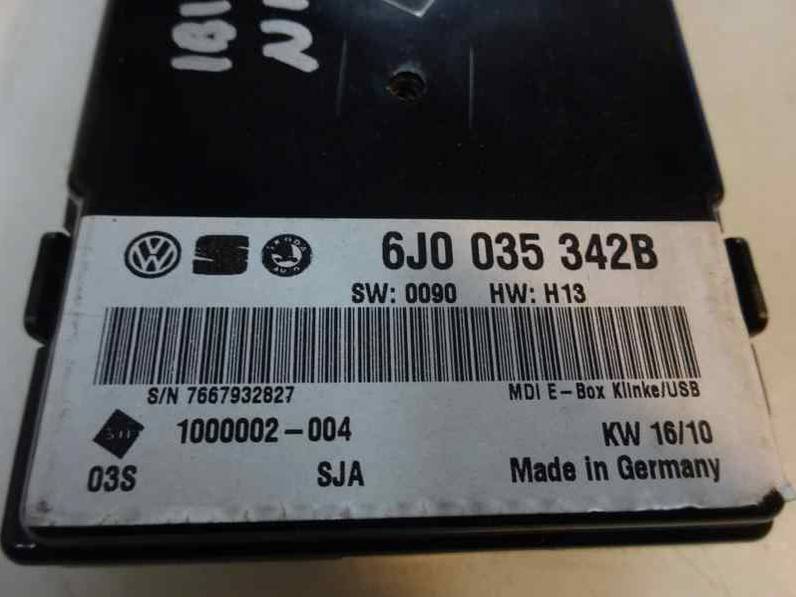 6J0 035 342B
SW: 0090 HW: H13
S/N 7667932827
MDI E-Box Klinke/USB
1000002-004
KW 16/10
03S
SJA
Made in Germany